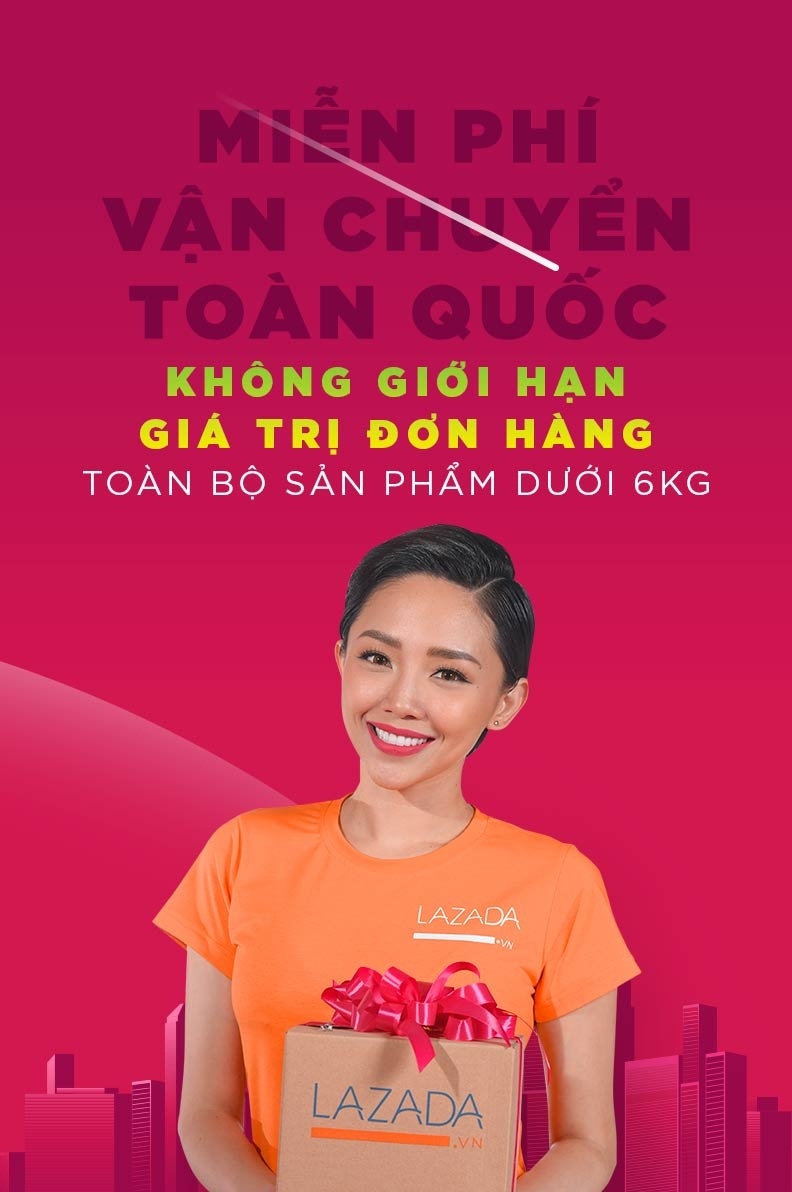 MIỄN PHÍ
VẬN CHUYỂN
TOÀN QUỐC
KHÔNG GIỚI HẠN
GIÁ TRỊ ĐƠN HÀNG
TOÀN BỘ SẢN PHẨM DƯỚI 6KG
LAZADA
.VN
LAZADA
.VN